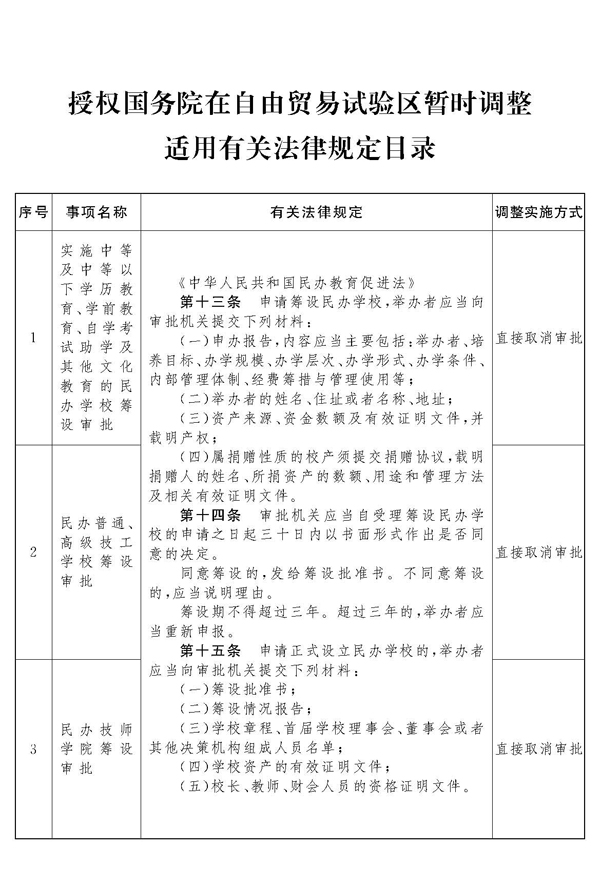 授权国务院在自由贸易试验区暂时调整
适用有关法律规定目录
序号 事项名称 有关法律规定 调整实施方式
1
实施中等
及中等以
下学历教
育、学前教
育、自学考
试助学及
其他文化
教育的民
办学校筹
设审批
直接取消审批
2
民办普通、
高级技工
学校筹设
审批
直接取消审批
3
民办技师
学院筹设
审批
直接取消审批
《中华人民共和国民办教育促进法》
第十三条 申请筹设民办学校,举办者应当向
审批机关提交下列材料:
(一)申办报告,内容应当主要包括:举办者、培
养目标、办学规模、办学层次、办学形式、办学条件、
内部管理体制、经费筹措与管理使用等;
(二)举办者的姓名、住址或者名称、地址;
(三)资产来源、资金数额及有效证明文件,并
载明产权;
(四)属捐赠性质的校产须提交捐赠协议,载明
捐赠人的姓名、所捐资产的数额、用途和管理方法
及相关有效证明文件。
第十四条 审批机关应当自受理筹设民办学
校的申请之日起三十日内以书面形式作出是否同
意的决定。
同意筹设的,发给筹设批准书。不同意筹设
的,应当说明理由。
筹设期不得超过三年。超过三年的,举办者应
当重新申报。
第十五条 申请正式设立民办学校的,举办者
应当向审批机关提交下列材料:
(一)筹设批准书;
(二)筹设情况报告;
(三)学校章程、首届学校理事会、董事会或者
其他决策机构组成人员名单;
(四)学校资产的有效证明文件;
(五)校长、教师、财会人员的资格证明文件。